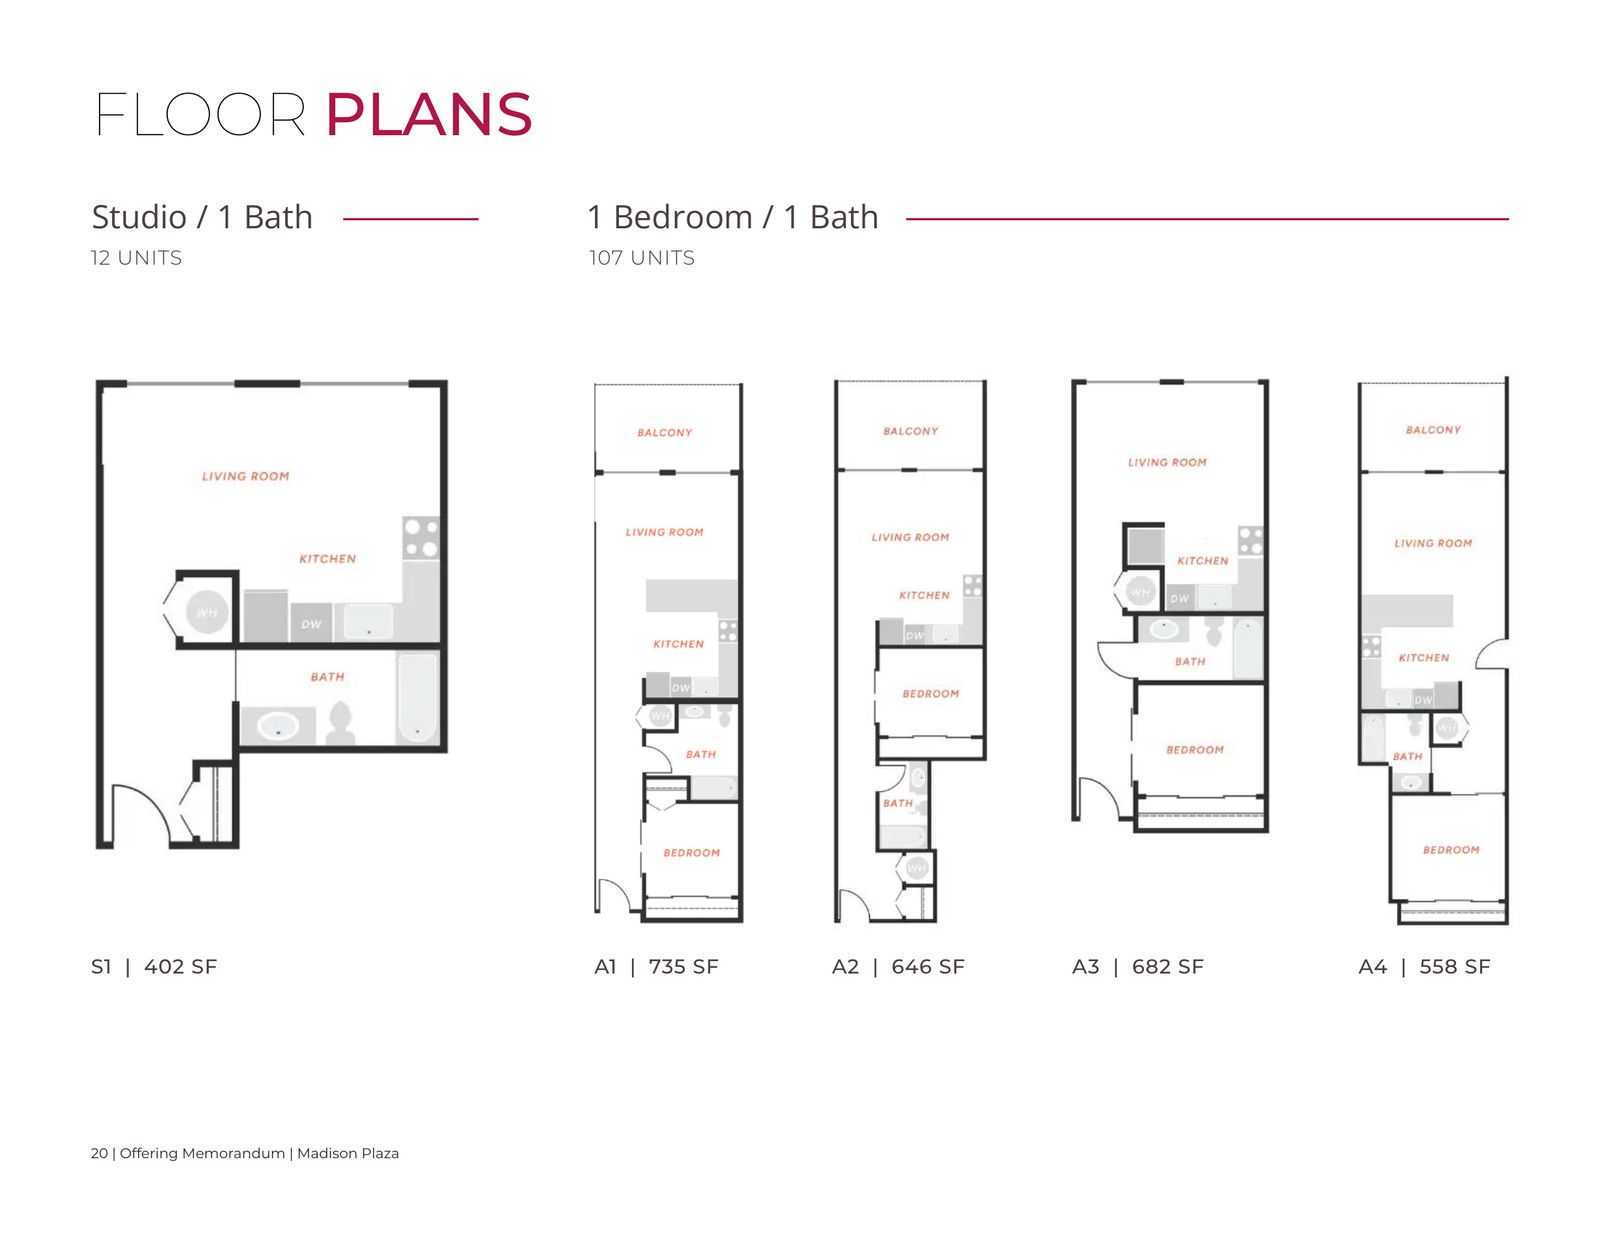 FLOOR PLANS
Studio / 1 Bath
12 UNITS
1 Bedroom / 1 Bath
107 UNITS
LIVING ROOM
KITCHEN
WH
DW
BATH
S1 | 402 SF
BALCONY
LIVING ROOM
KITCHEN
DW
WH
BATH
BEDROOM
A1 | 735 SF
BALCONY
LIVING ROOM
KITCHEN
DW
BEDROOM
BATH
WH
A2 | 646 SF
LIVING ROOM
KITCHEN
WH
DW
BATH
BEDROOM
A3 | 682 SF
BALCONY
LIVING ROOM
KITCHEN
DW
WH
BATH
BEDROOM
A4 | 558 SF
20 | Offering Memorandum | Madison Plaza